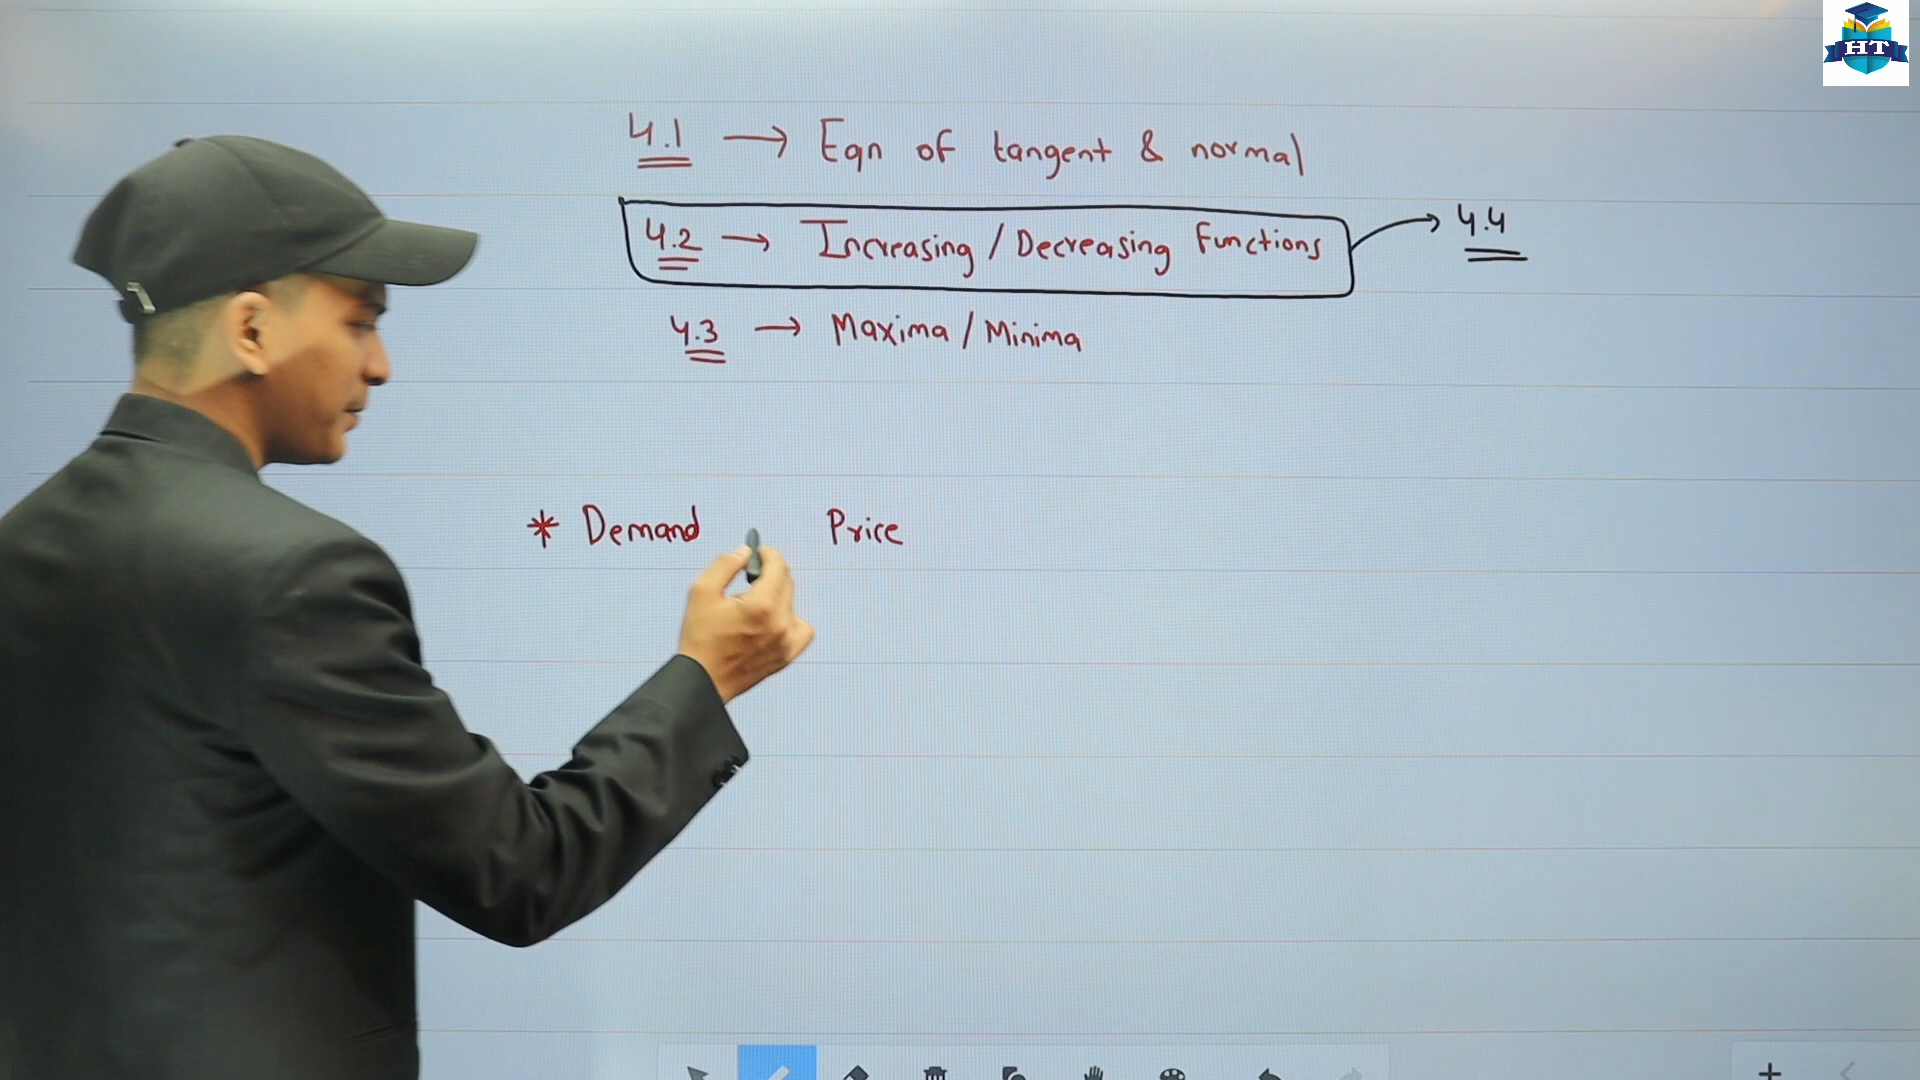 HT
4.1 → Eqn of tangent & normal
4.2 → Increasing / Decreasing Functions → 4.4
4.3 → Maxima / Minima
* Demand Price